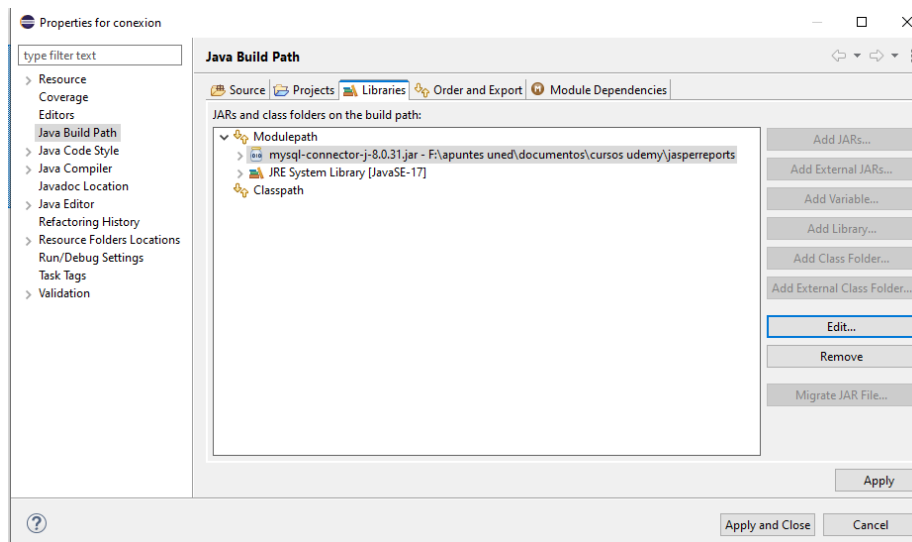 Properties for conexion
type filter text
Resource
Coverage
Editors
Java Build Path
Java Code Style
Java Compiler
Javadoc Location
Java Editor
Refactoring History
Resource Folders Locations
Run/Debug Settings
Task Tags
Validation
Java Build Path
Source Projects Libraries Order and Export Module Dependencies
JARs and class folders on the build path:
Modulepath
mysql-connector-j-8.0.31.jar - F:\apuntes uned\documentos\cursos udemy\jasperreports
JRE System Library [JavaSE-17]
Classpath
Add JARs...
Add External JARs...
Add Variable...
Add Library...
Add Class Folder...
Add External Class Folder...
Edit...
Remove
Migrate JAR File...
Apply
Apply and Close Cancel